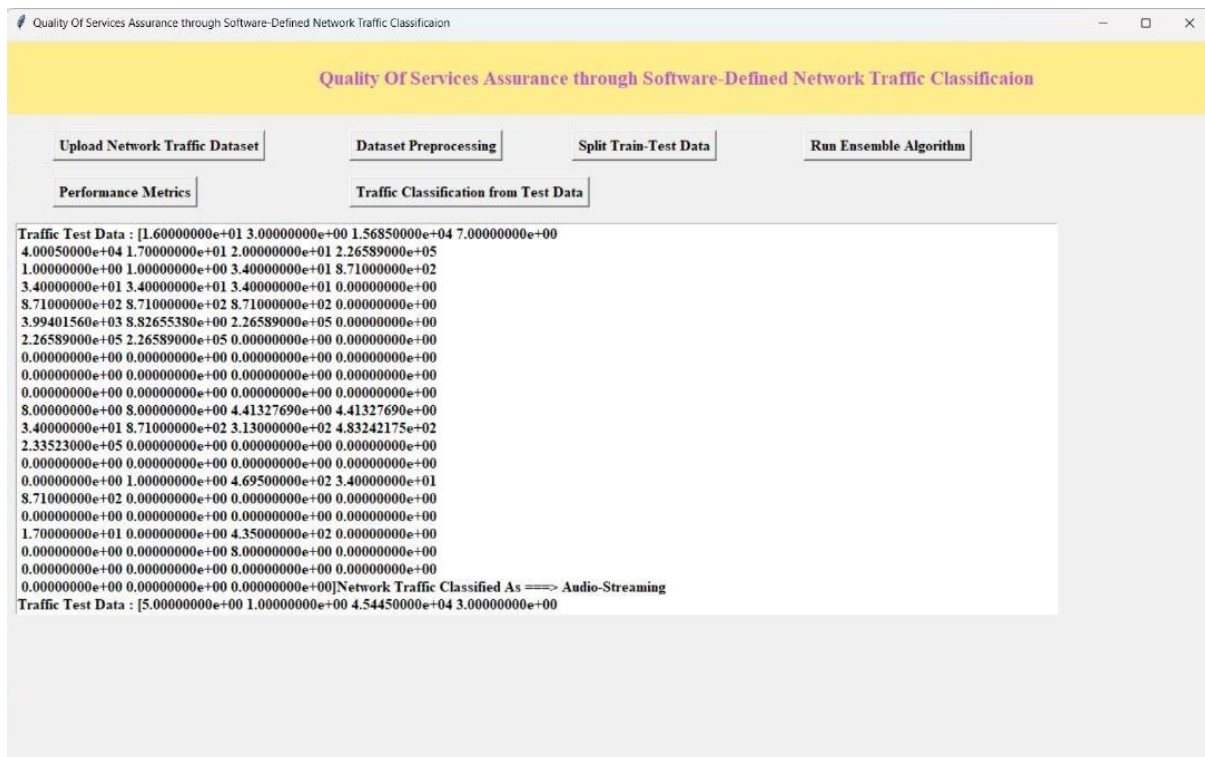 Quality Of Services Assurance through Software-Defined Network Traffic Classificaion
Quality Of Services Assurance through Software-Defined Network Traffic Classificaion
Upload Network Traffic Dataset Dataset Preprocessing Split Train-Test Data Run Ensemble Algorithm
Performance Metrics Traffic Classification from Test Data
Traffic Test Data : [1.60000000e+01 3.00000000e+00 1.56850000e+04 7.00000000e+00
4.00050000e+04 1.70000000e+01 2.00000000e+01 2.26589000e+05
1.00000000e+00 1.00000000e+00 3.40000000e+01 8.71000000e+02
3.40000000e+01 3.40000000e+01 3.40000000e+01 0.00000000e+00
8.71000000e+02 8.71000000e+02 8.71000000e+02 0.00000000e+00
3.99401560e+03 8.82655380e+00 2.26589000e+05 0.00000000e+00
2.26589000e+05 2.26589000e+05 0.00000000e+00 0.00000000e+00
0.00000000e+00 0.00000000e+00 0.00000000e+00 0.00000000e+00
0.00000000e+00 0.00000000e+00 0.00000000e+00 0.00000000e+00
0.00000000e+00 0.00000000e+00 0.00000000e+00 0.00000000e+00
8.00000000e+00 8.00000000e+00 4.41327690e+00 4.41327690e+00
3.40000000e+01 8.71000000e+02 3.13000000e+02 4.83242175e+02
2.33523000e+05 0.00000000e+00 0.00000000e+00 0.00000000e+00
0.00000000e+00 0.00000000e+00 0.00000000e+00 0.00000000e+00
0.00000000e+00 1.00000000e+00 4.69500000e+02 3.40000000e+01
8.71000000e+02 0.00000000e+00 0.00000000e+00 0.00000000e+00
0.00000000e+00 0.00000000e+00 0.00000000e+00 0.00000000e+00
1.70000000e+01 0.00000000e+00 4.35000000e+02 0.00000000e+00
0.00000000e+00 0.00000000e+00 8.00000000e+00 0.00000000e+00
0.00000000e+00 0.00000000e+00 0.00000000e+00 0.00000000e+00
0.00000000e+00 0.00000000e+00 0.00000000e+00]Network Traffic Classified As ===> Audio-Streaming
Traffic Test Data : [5.00000000e+00 1.00000000e+00 4.54450000e+04 3.00000000e+00